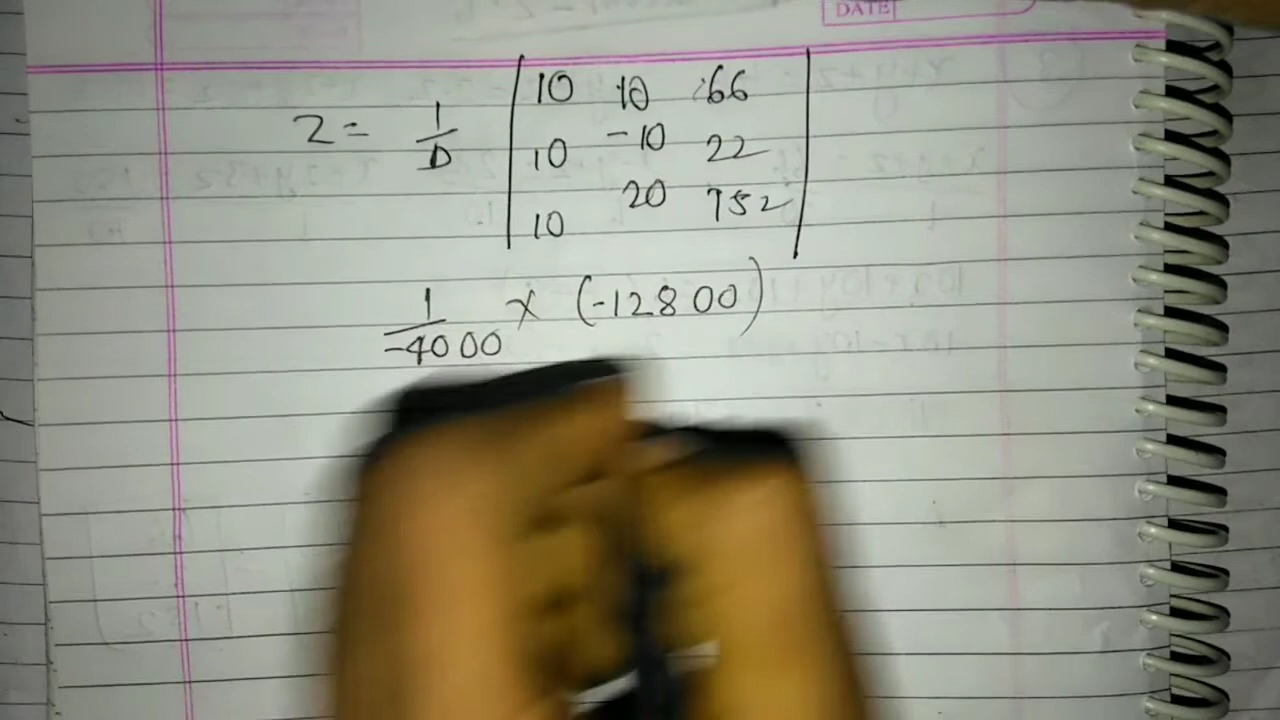 DATE
Z = 1/D | 10 10 66 |
| 10 -10 22 |
| 10 20 752 |
1/-4000 × (-12800)